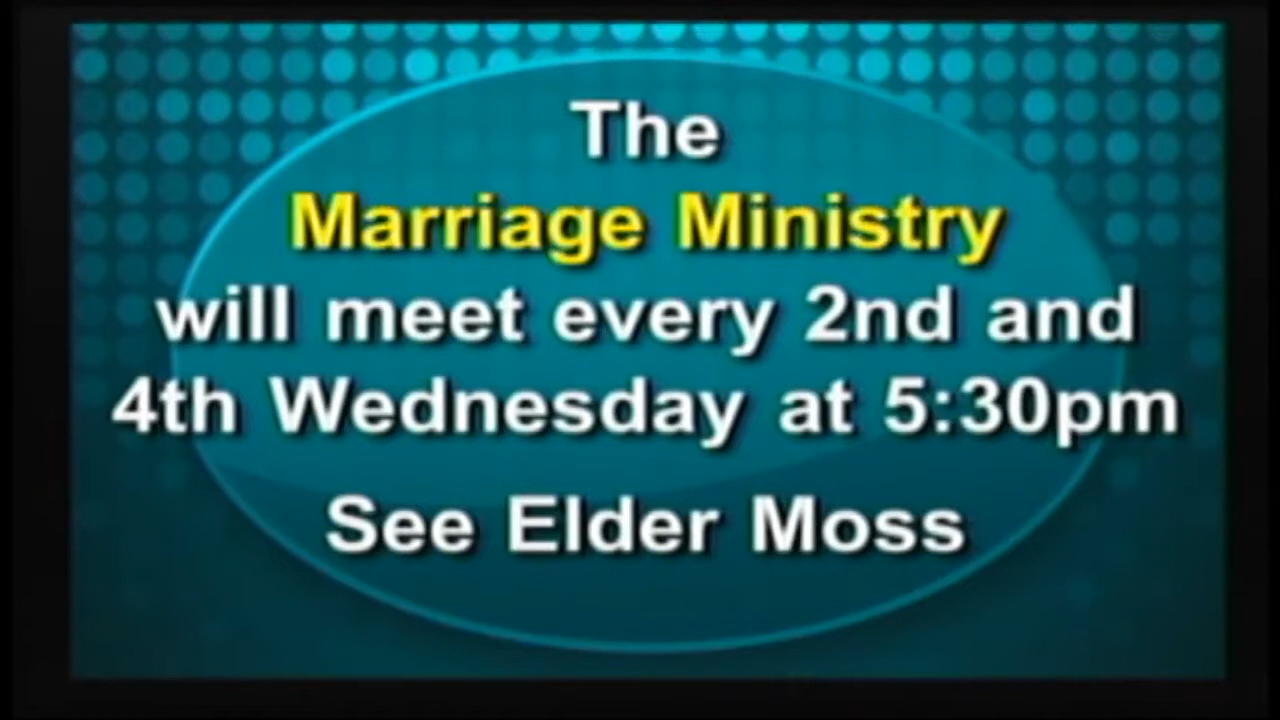 The
Marriage Ministry
will meet every 2nd and
4th Wednesday at 5:30pm
See Elder Moss